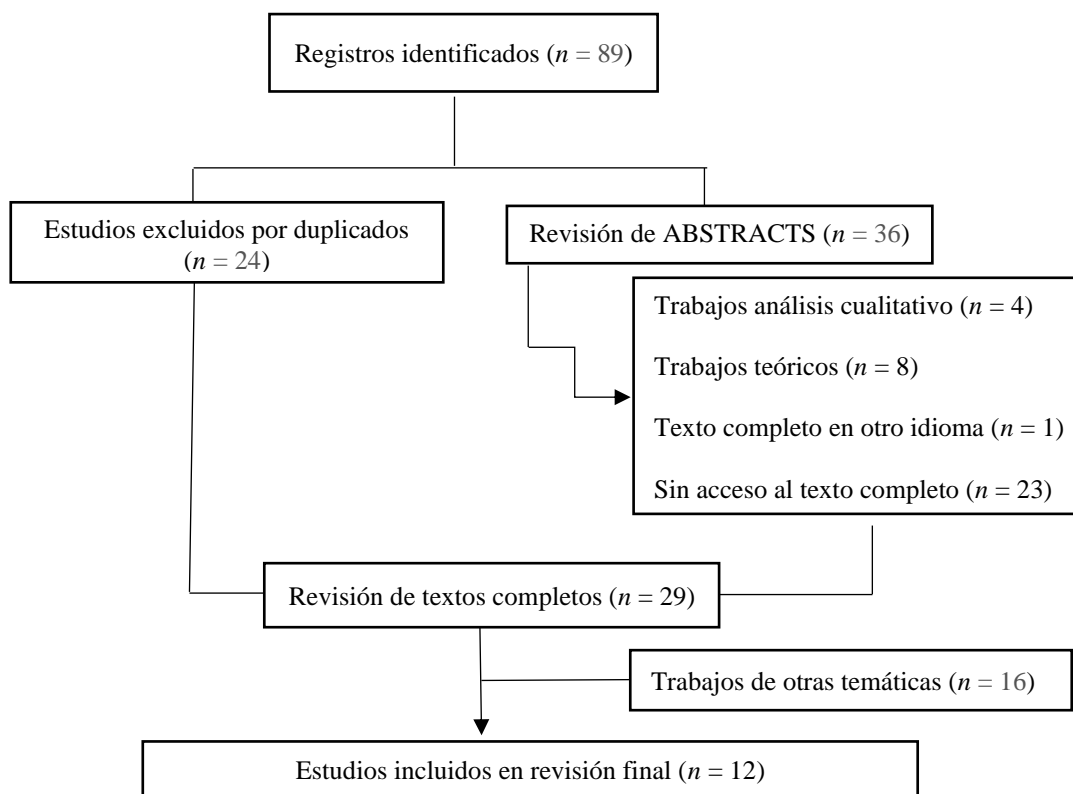 Registros identificados (n = 89)
Estudios excluidos por duplicados
(n = 24)
Revisión de ABSTRACTS (n = 36)
Trabajos análisis cualitativo (n = 4)
Trabajos teóricos (n = 8)
Texto completo en otro idioma (n = 1)
Sin acceso al texto completo (n = 23)
Revisión de textos completos (n = 29)
Trabajos de otras temáticas (n = 16)
Estudios incluidos en revisión final (n = 12)